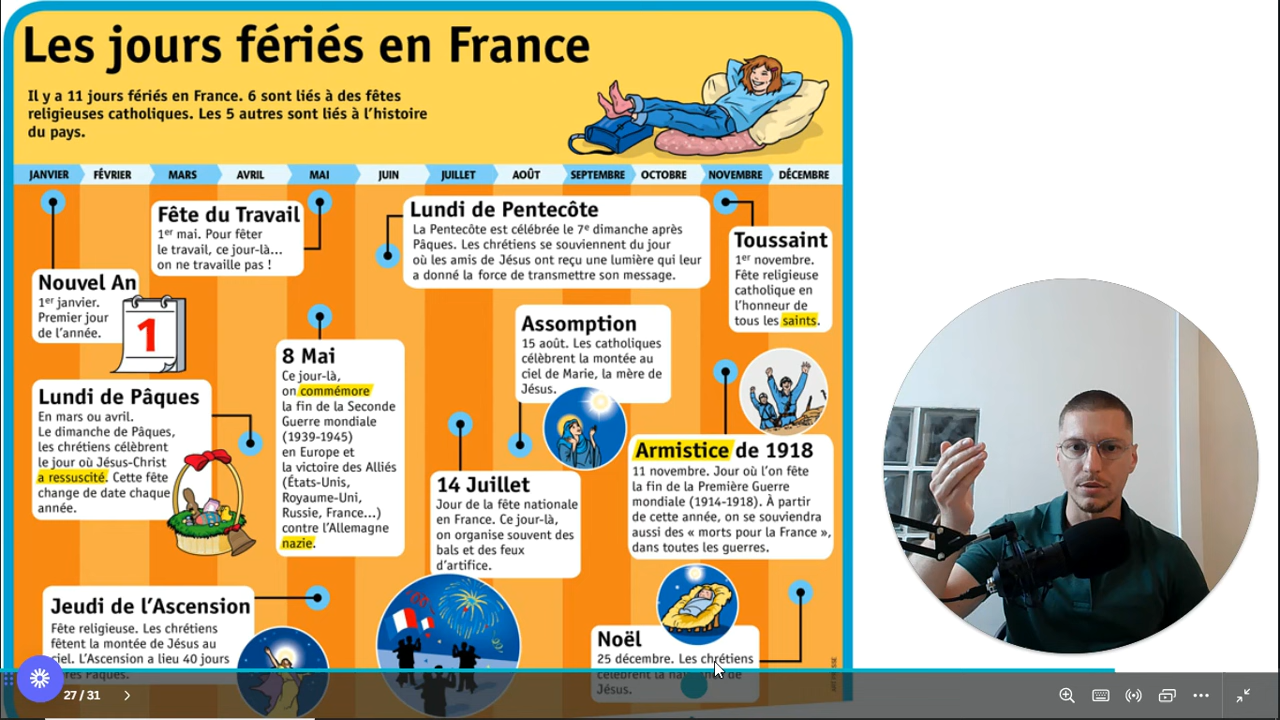 Les jours fériés en France
Il y a 11 jours fériés en France. 6 sont liés à des fêtes
religieuses catholiques. Les 5 autres sont liés à l'histoire
du pays.
JANVIER FÉVRIER MARS AVRIL MAI JUIN JUILLET AOÛT SEPTEMBRE OCTOBRE NOVEMBRE DÉCEMBRE
Nouvel An
1er janvier.
Premier jour
de l'année.
1
Fête du Travail
1er mai. Pour fêter
le travail, ce jour-là...
on ne travaille pas !
Lundi de Pentecôte
La Pentecôte est célébrée le 7e dimanche après
Pâques. Les chrétiens se souviennent du jour
où les amis de Jésus ont reçu une lumière qui leur
a donné la force de transmettre son message.
Toussaint
1er novembre.
Fête religieuse
catholique en
l'honneur de
tous les saints.
Lundi de Pâques
En mars ou avril.
Le dimanche de Pâques,
les chrétiens célèbrent
le jour où Jésus-Christ
a ressuscité. Cette fête
change de date chaque
année.
8 Mai
Ce jour-là,
on commémore
la fin de la Seconde
Guerre mondiale
(1939-1945)
en Europe et
la victoire des Alliés
(États-Unis,
Royaume-Uni,
Russie, France...)
contre l'Allemagne
nazie.
Assomption
15 août. Les catholiques
célèbrent la montée au
ciel de Marie, la mère de
Jésus.
14 Juillet
Jour de la fête nationale
en France. Ce jour-là,
on organise souvent des
bals et des feux
d'artifice.
Armistice de 1918
11 novembre. Jour où l'on fête
la fin de la Première Guerre
mondiale (1914-1918). À partir
de cette année, on se souviendra
aussi des « morts pour la France »,
dans toutes les guerres.
Jeudi de l'Ascension
Fête religieuse. Les chrétiens
fêtent la montée de Jésus au
ciel. L'Ascension a lieu 40 jours
Pâques.
Noël
25 décembre. Les chrétiens
célèbrent la de
Jésus.
27 / 31